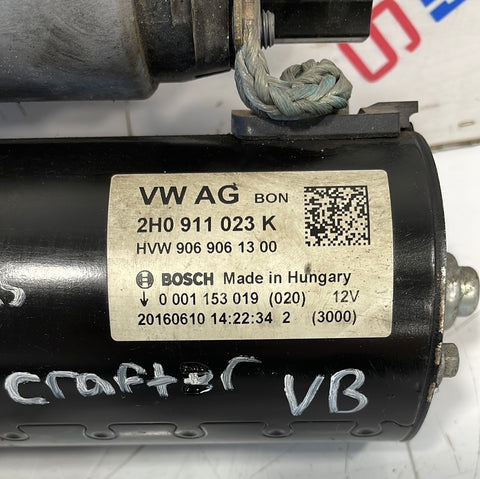 VW AG BON
2H0 911 023 K
HVW 906 906 13 00
BOSCH Made in Hungary
↓ 0 001 153 019 (020) 12V
20160610 14:22:34 2 (3000)
crafter VB